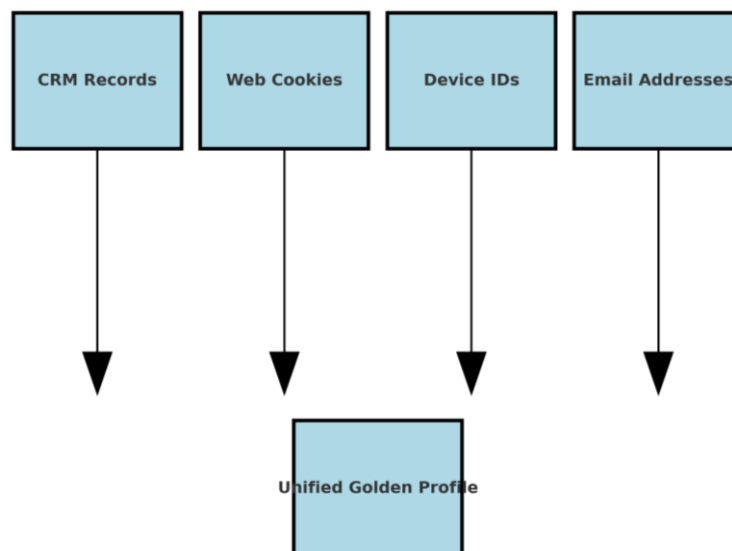 CRM Records
Web Cookies
Device IDs
Email Addresses
Unified Golden Profile